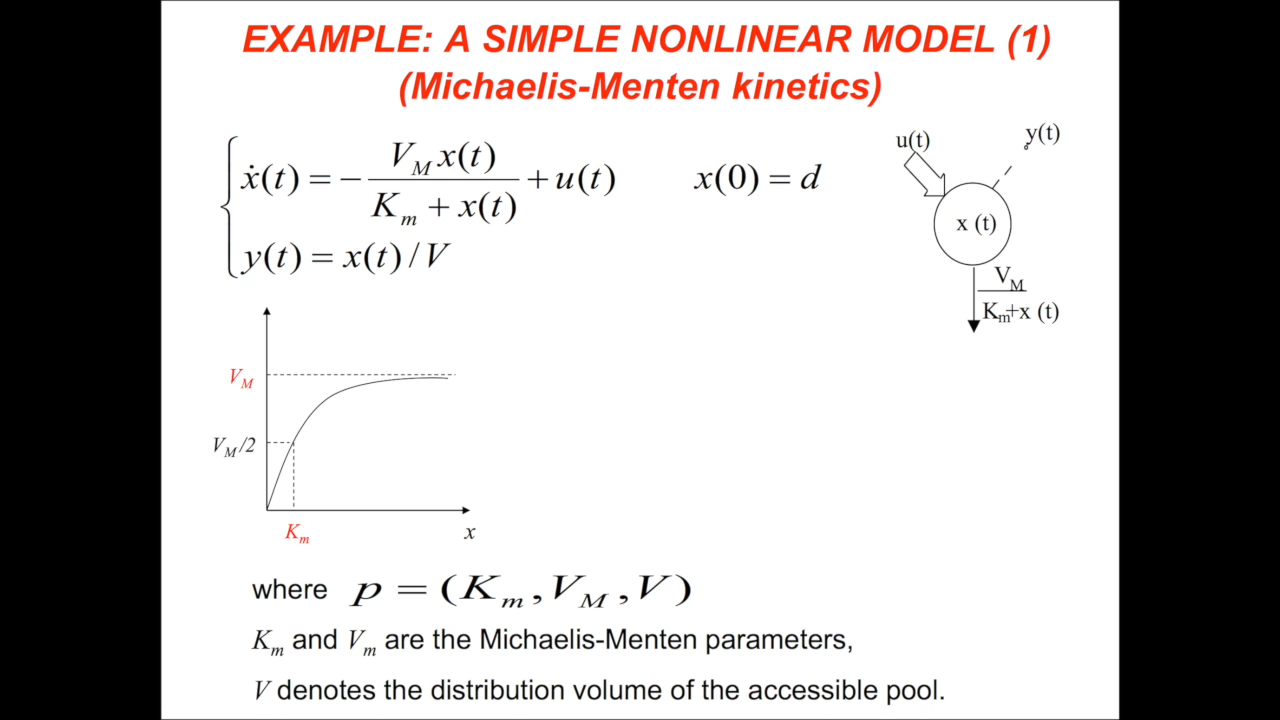 EXAMPLE: A SIMPLE NONLINEAR MODEL (1)
(Michaelis-Menten kinetics)
ẋ(t) = − V_M x(t) / (K_m + x(t)) + u(t)    x(0) = d
y(t) = x(t) / V
u(t)
y(t)
x (t)
V_M
K_m+x (t)
V_M
V_M/2
K_m
x
where p = (K_m , V_M , V)
K_m and V_m are the Michaelis-Menten parameters,
V denotes the distribution volume of the accessible pool.